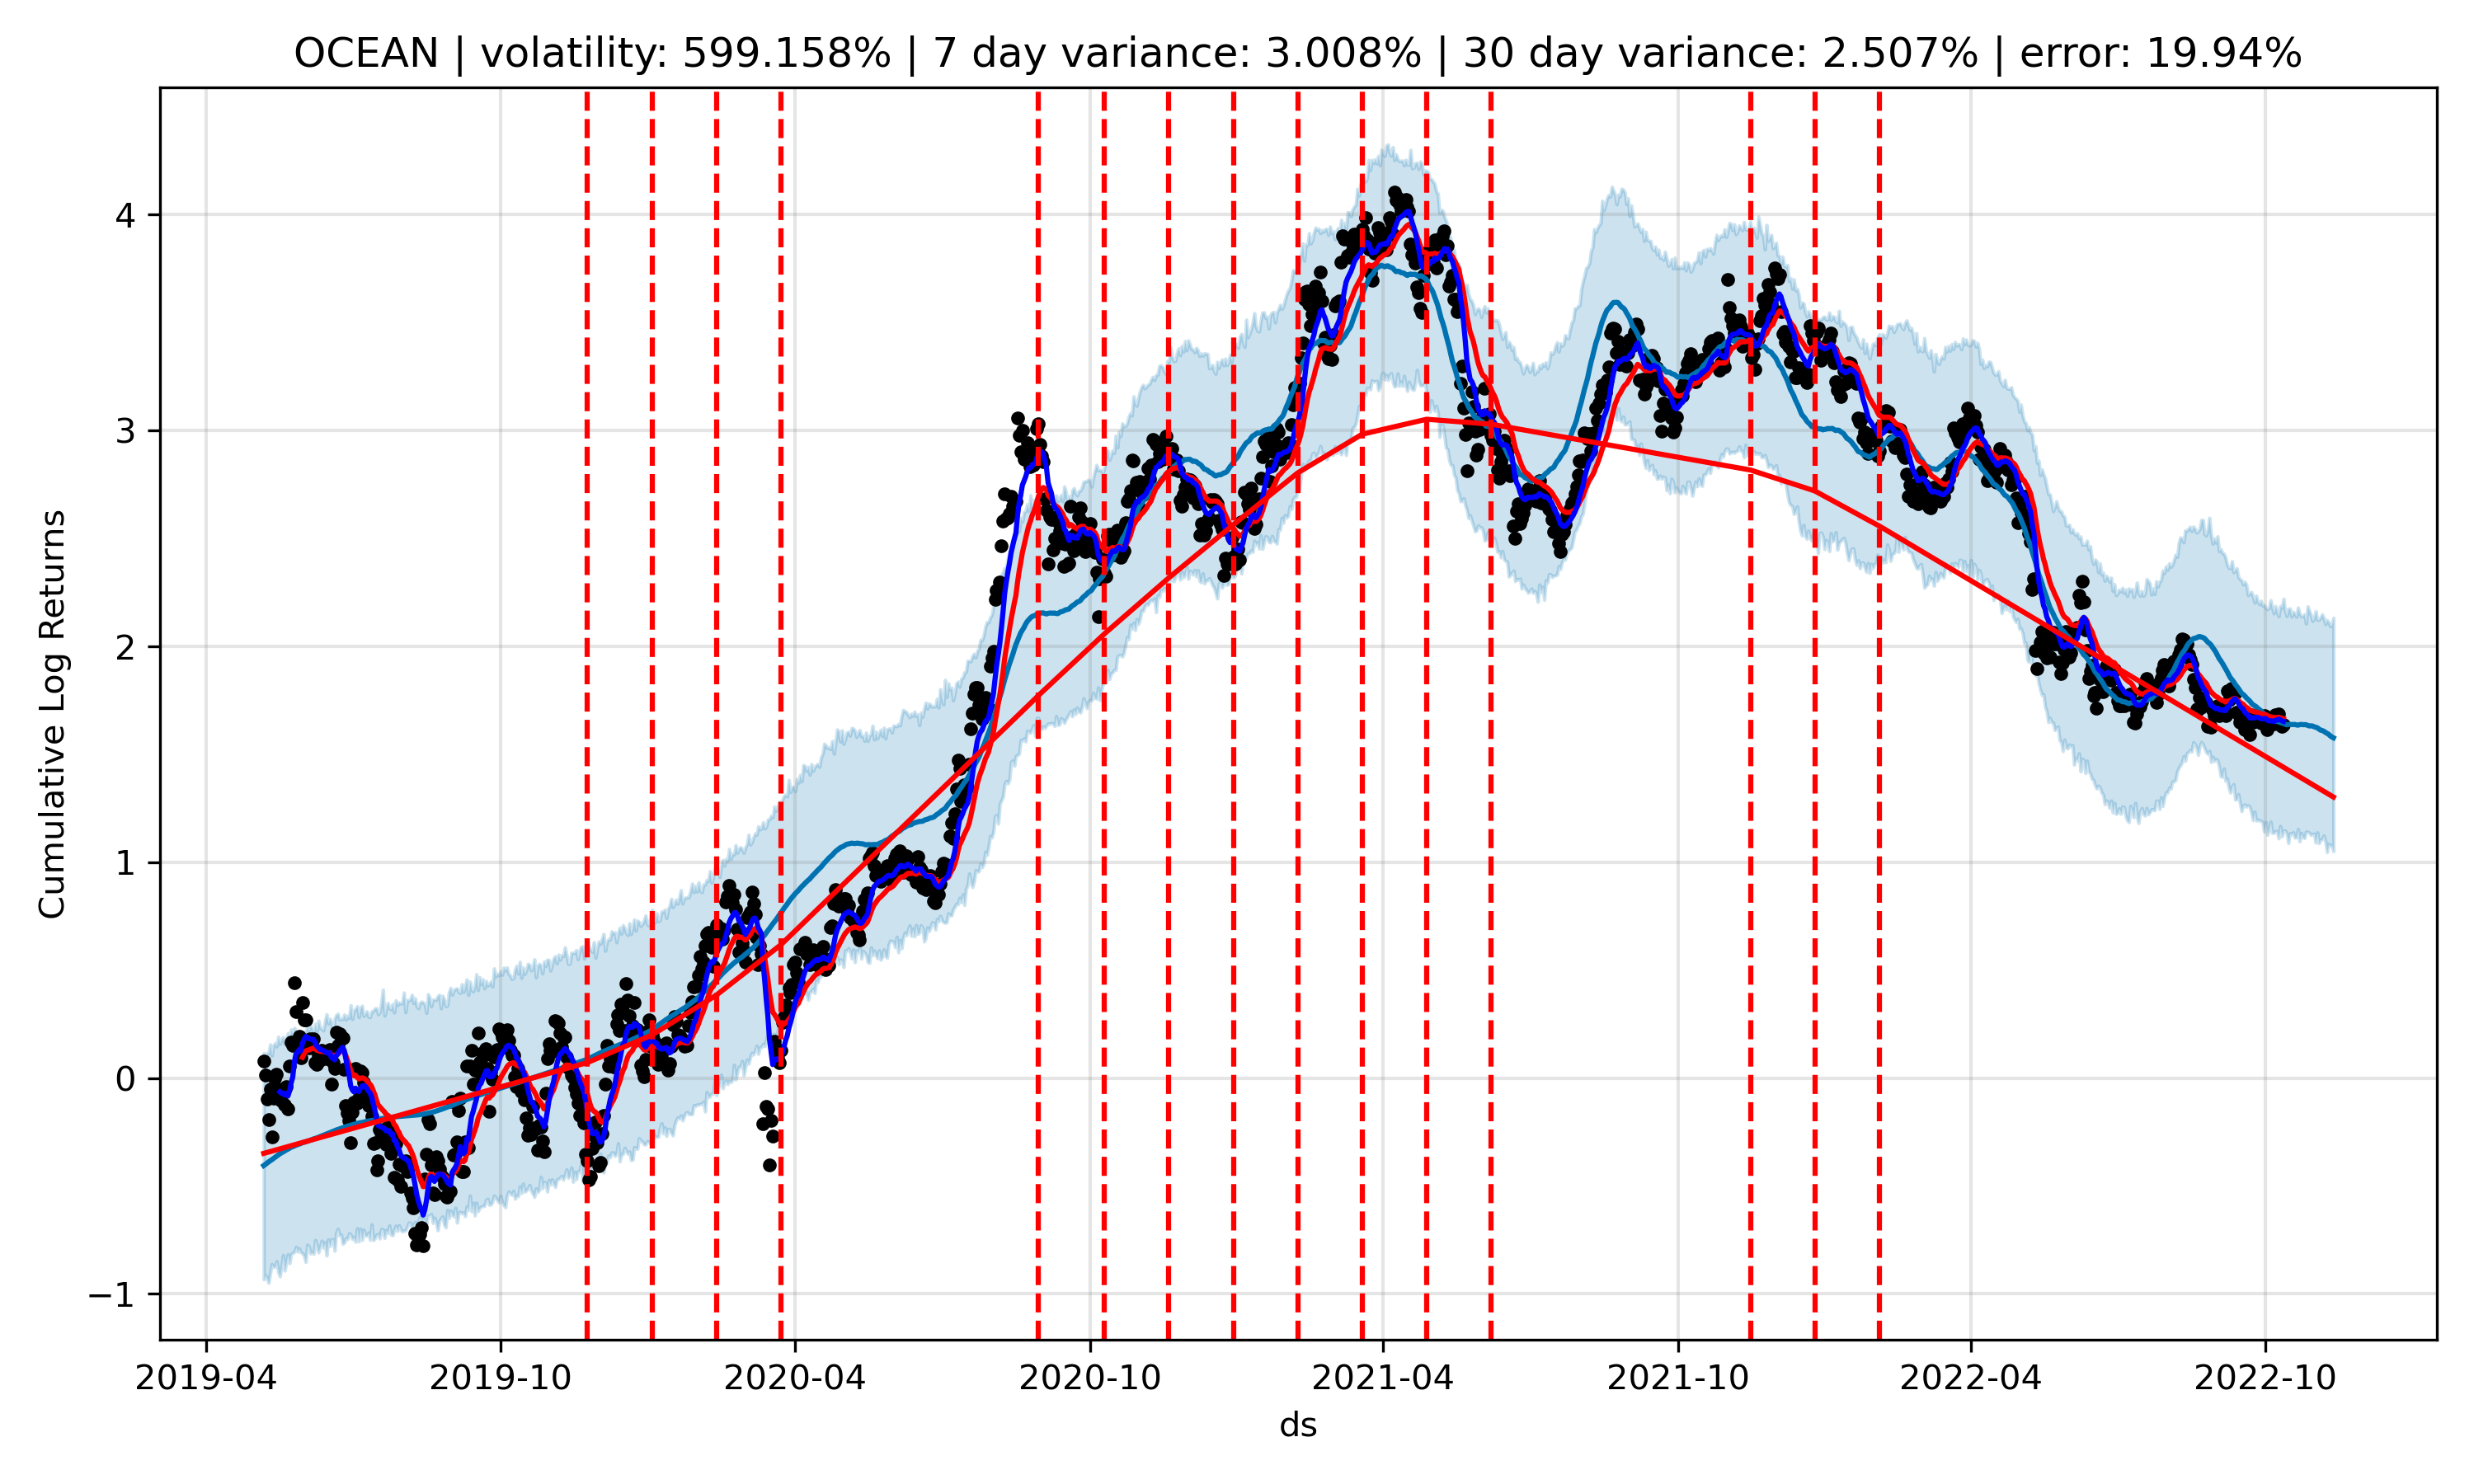 OCEAN | volatility: 599.158% | 7 day variance: 3.008% | 30 day variance: 2.507% | error: 19.94%
Cumulative Log Returns
4
3
2
1
0
−1
2019-04 2019-10 2020-04 2020-10 2021-04 2021-10 2022-04 2022-10
ds